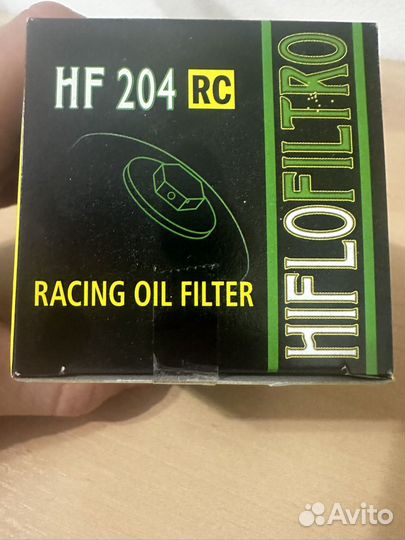 HF 204 RC
RACING OIL FILTER
HIFLOFILTRO
Avito